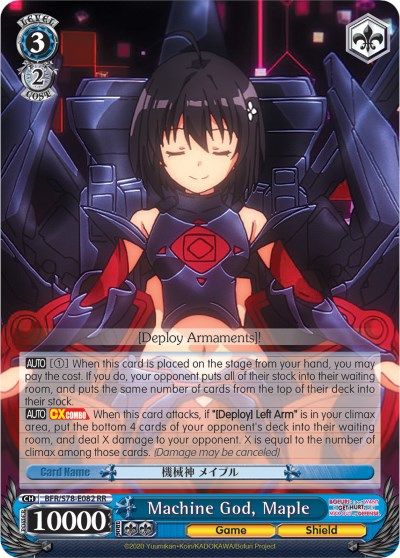 LEVEL
3
2
COST
[Deploy Armaments]!
AUTO [①] When this card is placed on the stage from your hand, you may
pay the cost. If you do, your opponent puts all of their stock into their waiting
room, and puts the same number of cards from the top of their deck into
their stock.
AUTO CX COMBO When this card attacks, if "[Deploy] Left Arm" is in your climax
area, put the bottom 4 cards of your opponent's deck into their waiting
room, and deal X damage to your opponent. X is equal to the number of
climax among those cards. (Damage may be canceled)
Card Name 機械神 メイプル
CH BFR/S78-E082 RR
POWER 10000
SOUL
Machine God, Maple
Game Shield
©2020 Yuumikan・Koin/KADOKAWA/Bofuri Project